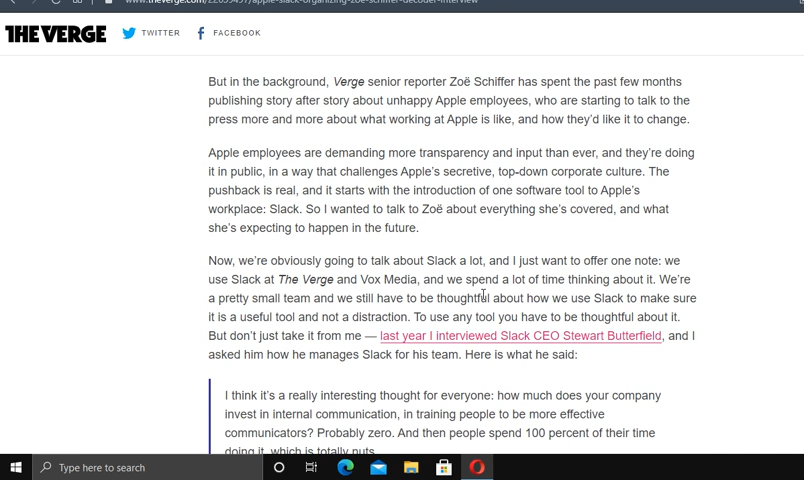 THE VERGE
TWITTER
FACEBOOK
But in the background, Verge senior reporter Zoë Schiffer has spent the past few months
publishing story after story about unhappy Apple employees, who are starting to talk to the
press more and more about what working at Apple is like, and how they'd like it to change.
Apple employees are demanding more transparency and input than ever, and they're doing
it in public, in a way that challenges Apple's secretive, top-down corporate culture. The
pushback is real, and it starts with the introduction of one software tool to Apple's
workplace: Slack. So I wanted to talk to Zoë about everything she's covered, and what
she's expecting to happen in the future.
Now, we're obviously going to talk about Slack a lot, and I just want to offer one note: we
use Slack at The Verge and Vox Media, and we spend a lot of time thinking about it. We're
a pretty small team and we still have to be thoughtful about how we use Slack to make sure
it is a useful tool and not a distraction. To use any tool you have to be thoughtful about it.
But don't just take it from me — last year I interviewed Slack CEO Stewart Butterfield, and I
asked him how he manages Slack for his team. Here is what he said:
I think it's a really interesting thought for everyone: how much does your company
invest in internal communication, in training people to be more effective
communicators? Probably zero. And then people spend 100 percent of their time
doing it, which is totally nuts.
Type here to search